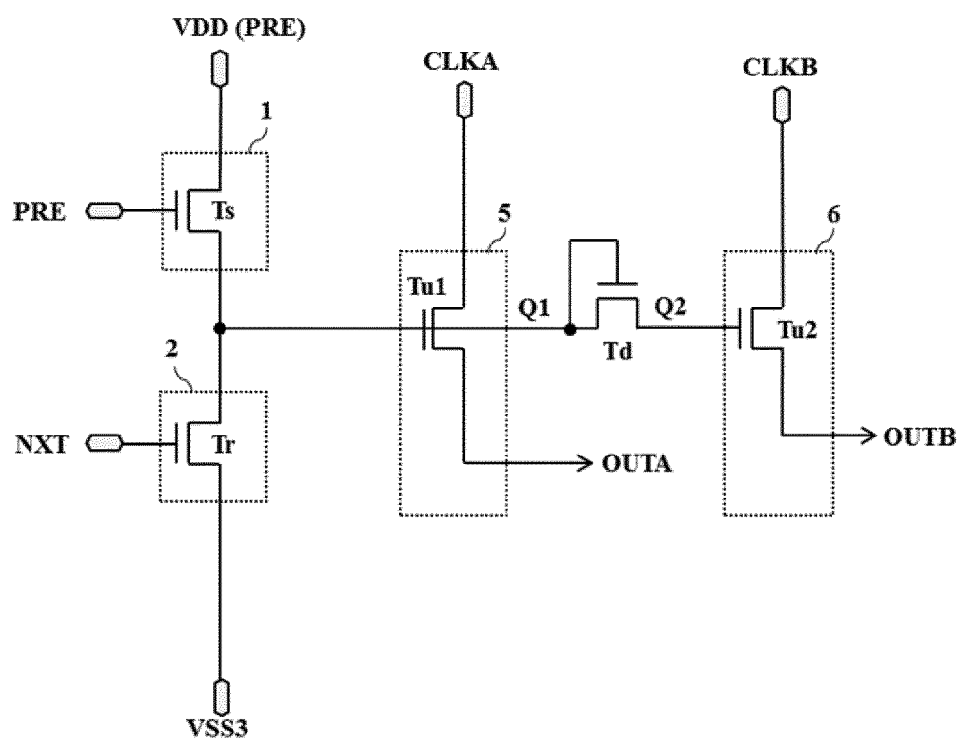 VDD (PRE)
CLKA
CLKB
1
PRE
Ts
5
6
Tu1
Q1
Q2
Tu2
Td
2
NXT
Tr
OUTA
OUTB
VSS3